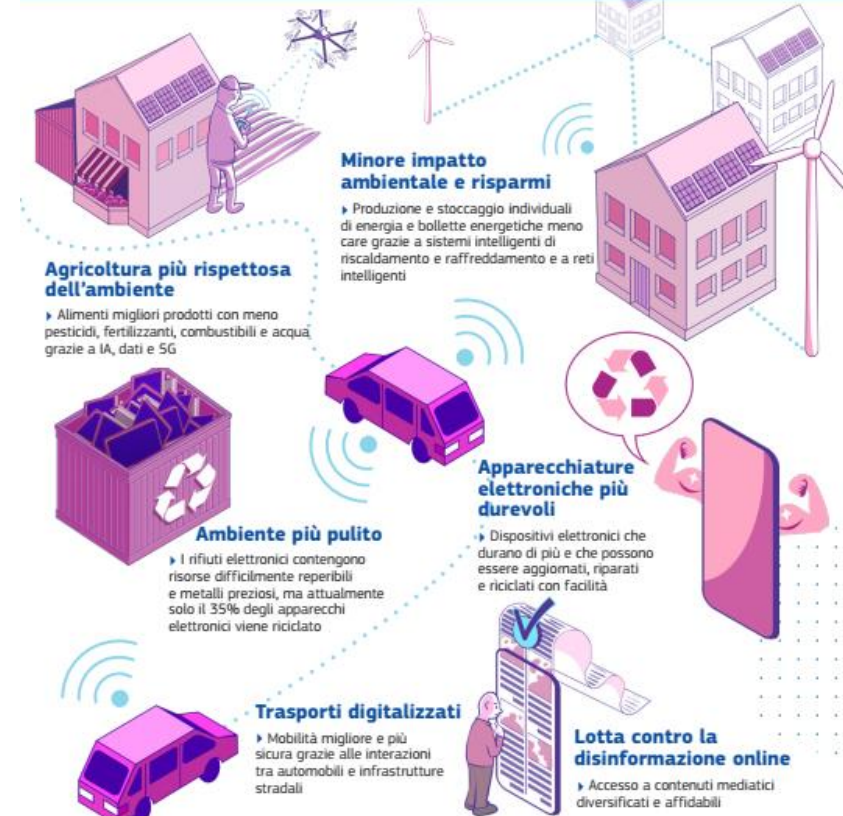 Minore impatto
ambientale e risparmi
▸ Produzione e stoccaggio individuali
di energia e bollette energetiche meno
care grazie a sistemi intelligenti di
riscaldamento e raffreddamento e a reti
intelligenti
Agricoltura più rispettosa
dell'ambiente
▸ Alimenti migliori prodotti con meno
pesticidi, fertilizzanti, combustibili e acqua
grazie a IA, dati e 5G
Apparecchiature
elettroniche più
durevoli
▸ Dispositivi elettronici che
durano di più e che possono
essere aggiornati, riparati
e riciclati con facilità
Ambiente più pulito
▸ I rifiuti elettronici contengono
risorse difficilmente reperibili
e metalli preziosi, ma attualmente
solo il 35% degli apparecchi
elettronici viene riciclato
Trasporti digitalizzati
▸ Mobilità migliore e più
sicura grazie alle interazioni
tra automobili e infrastrutture
stradali
Lotta contro la
disinformazione online
▸ Accesso a contenuti mediatici
diversificati e affidabili